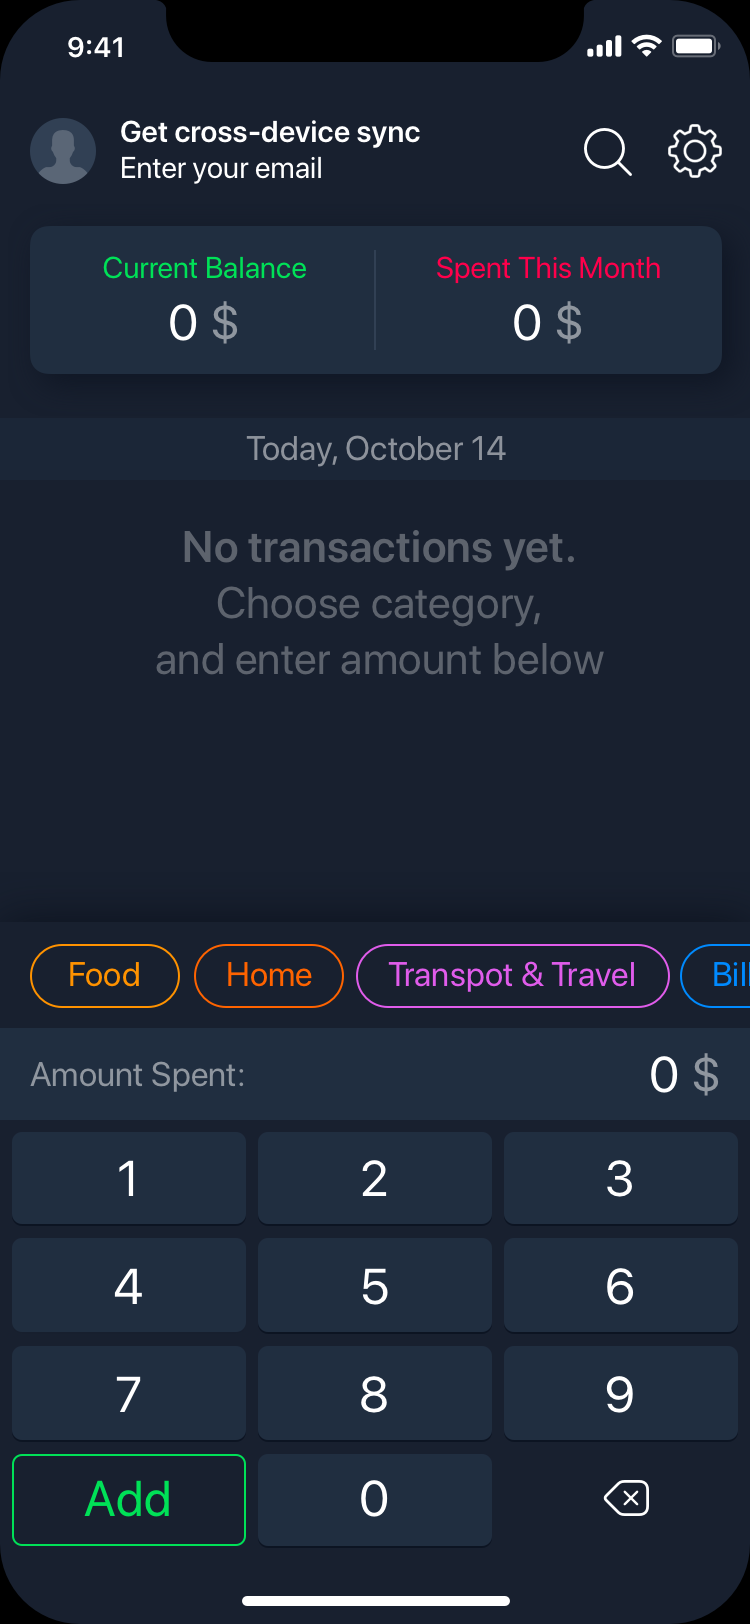 9:41
Get cross-device sync
Enter your email
Current Balance
0 $
Spent This Month
0 $
Today, October 14
No transactions yet.
Choose category,
and enter amount below
Food
Home
Transpot & Travel
Bil
Amount Spent:
0 $
1
2
3
4
5
6
7
8
9
Add
0